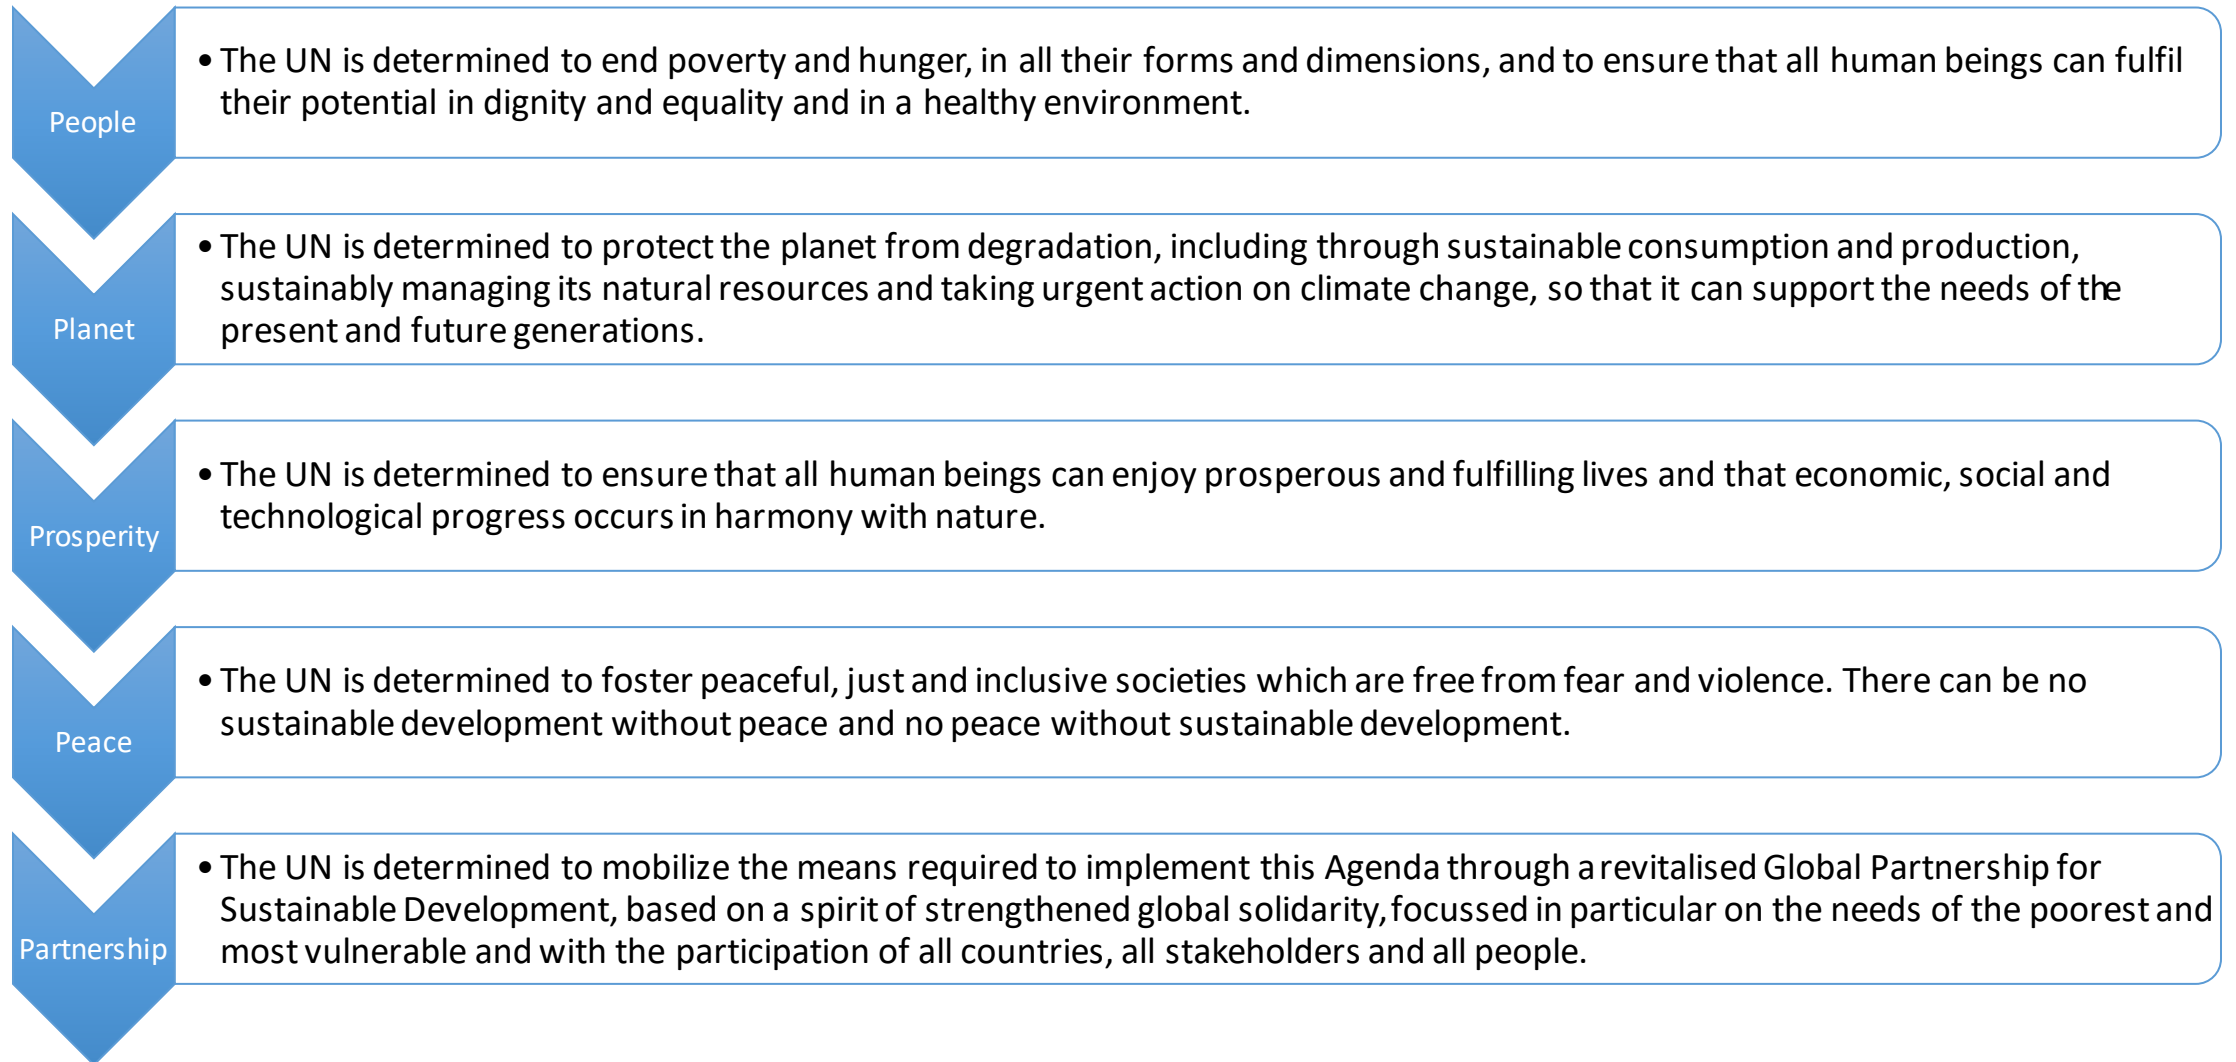 People
• The UN is determined to end poverty and hunger, in all their forms and dimensions, and to ensure that all human beings can fulfil
their potential in dignity and equality and in a healthy environment.
Planet
• The UN is determined to protect the planet from degradation, including through sustainable consumption and production,
sustainably managing its natural resources and taking urgent action on climate change, so that it can support the needs of the
present and future generations.
Prosperity
• The UN is determined to ensure that all human beings can enjoy prosperous and fulfilling lives and that economic, social and
technological progress occurs in harmony with nature.
Peace
• The UN is determined to foster peaceful, just and inclusive societies which are free from fear and violence. There can be no
sustainable development without peace and no peace without sustainable development.
Partnership
• The UN is determined to mobilize the means required to implement this Agenda through a revitalised Global Partnership for
Sustainable Development, based on a spirit of strengthened global solidarity, focussed in particular on the needs of the poorest and
most vulnerable and with the participation of all countries, all stakeholders and all people.